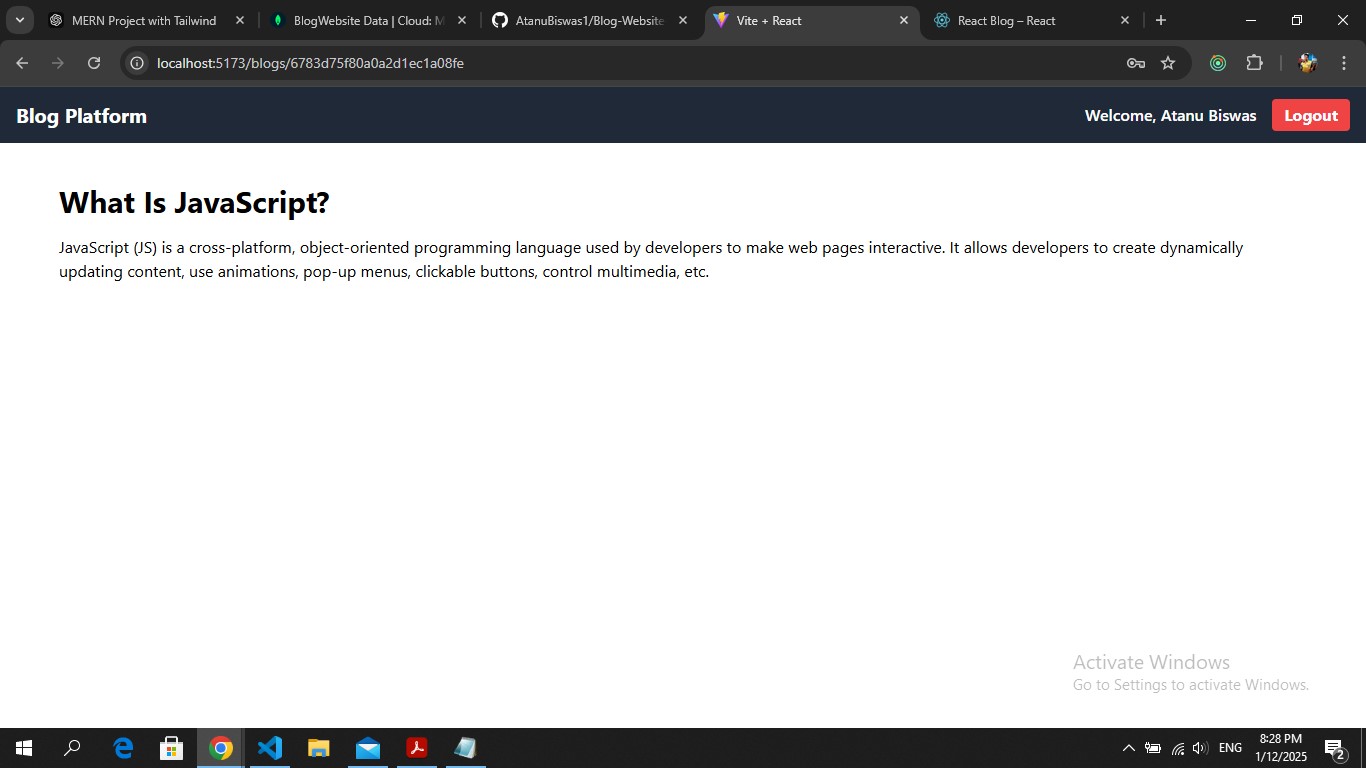 MERN Project with Tailwind
BlogWebsite Data | Cloud: M
AtanuBiswas1/Blog-Website
Vite + React
React Blog – React
localhost:5173/blogs/6783d75f80a0a2d1ec1a08fe
Blog Platform
Welcome, Atanu Biswas
Logout
What Is JavaScript?
JavaScript (JS) is a cross-platform, object-oriented programming language used by developers to make web pages interactive. It allows developers to create dynamically
updating content, use animations, pop-up menus, clickable buttons, control multimedia, etc.
Activate Windows
Go to Settings to activate Windows.
ENG
8:28 PM
1/12/2025
2